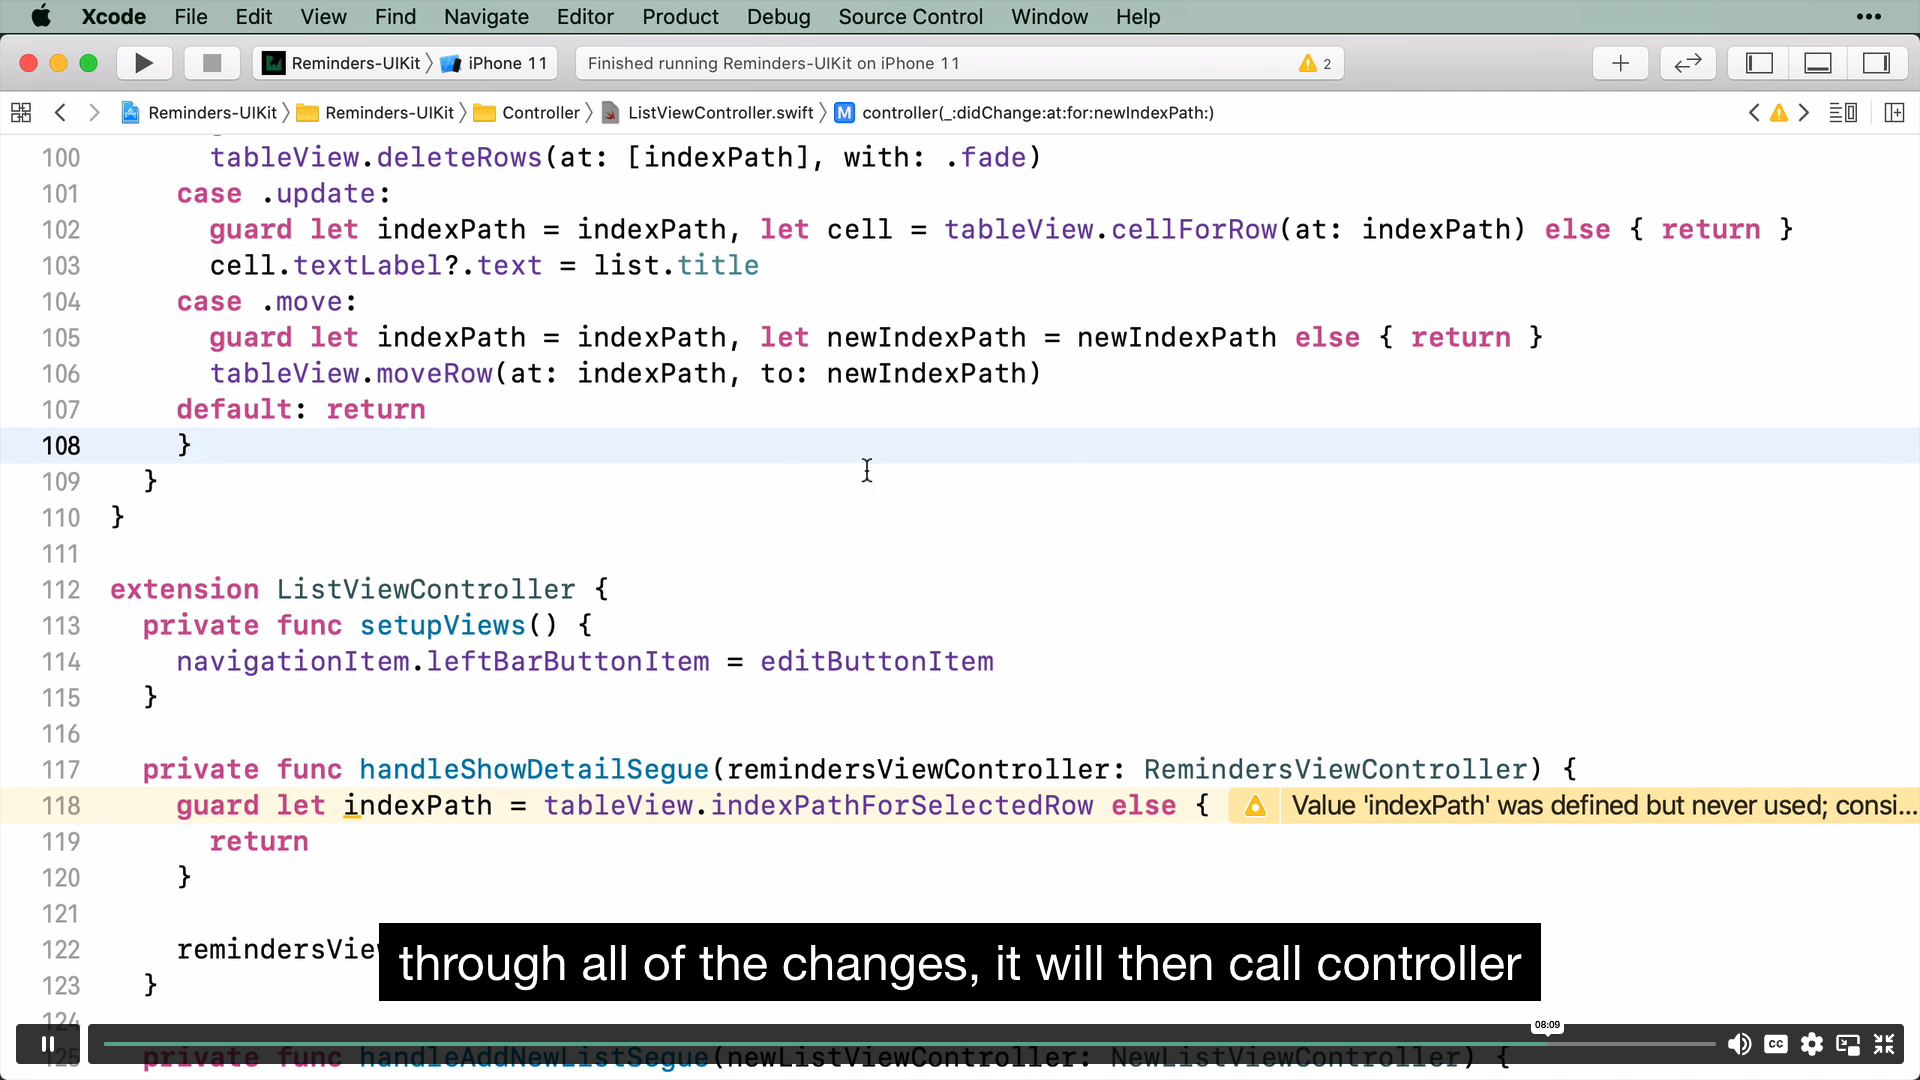 Xcode File Edit View Find Navigate Editor Product Debug Source Control Window Help
Reminders-UIKit iPhone 11 Finished running Reminders-UIKit on iPhone 11 2
Reminders-UIKit Reminders-UIKit Controller ListViewController.swift M controller(_:didChange:at:for:newIndexPath:)
100 tableView.deleteRows(at: [indexPath], with: .fade)
101 case .update:
102 guard let indexPath = indexPath, let cell = tableView.cellForRow(at: indexPath) else { return }
103 cell.textLabel?.text = list.title
104 case .move:
105 guard let indexPath = indexPath, let newIndexPath = newIndexPath else { return }
106 tableView.moveRow(at: indexPath, to: newIndexPath)
107 default: return
108 }
109 }
110 }
111
112 extension ListViewController {
113 private func setupViews() {
114 navigationItem.leftBarButtonItem = editButtonItem
115 }
116
117 private func handleShowDetailSegue(remindersViewController: RemindersViewController) {
118 guard let indexPath = tableView.indexPathForSelectedRow else { Value 'indexPath' was defined but never used; consi...
119 return
120 }
121
122 remindersVie
through all of the changes, it will then call controller
123 }
124
08:09
CC
125 private func handleAddNewListSegue(newListViewController: NewListViewController) {